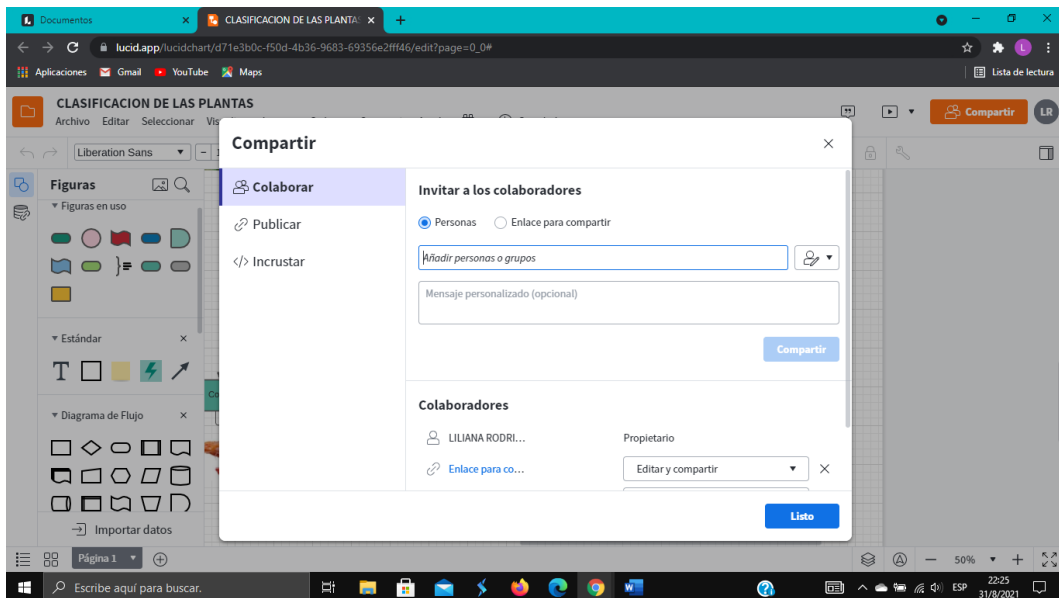 Documentos
CLASIFICACION DE LAS PLANTAS
lucid.app/lucidchart/d71e3b0c-f50d-4b36-9683-69356e2fff46/edit?page=0_0#
L
Aplicaciones Gmail YouTube Maps Lista de lectura
CLASIFICACION DE LAS PLANTAS
Archivo Editar Seleccionar Vis
Compartir LR
Liberation Sans
Compartir
Figuras
Figuras en uso
Estándar
T
Diagrama de Flujo
Importar datos
Colaborar
Publicar
Incrustar
Invitar a los colaboradores
Personas Enlace para compartir
Añadir personas o grupos
Mensaje personalizado (opcional)
Compartir
Colaboradores
LILIANA RODRI... Propietario
Enlace para co... Editar y compartir
Listo
Página 1 50%
Escribe aquí para buscar. ESP 22:25
31/8/2021